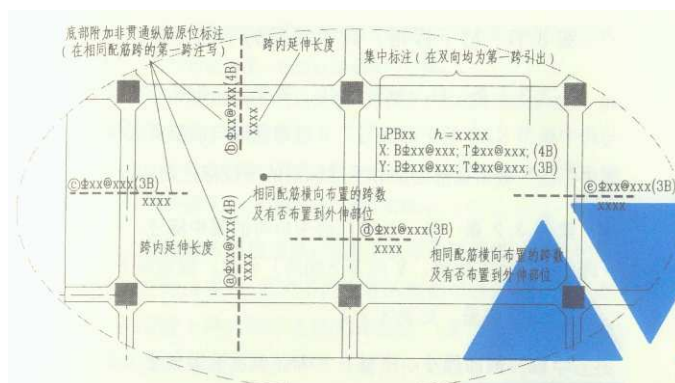 底部附加非贯通纵筋原位标注
(在相同配筋跨的第一跨注写)
跨内延伸长度
集中标注(在双向均为第一跨引出)
ⓑ⏀xx@xxx(4B)
xxxx
LPBxx h=xxxx
X: B⏀xx@xxx; T⏀xx@xxx; (4B)
Y: B⏀xx@xxx; T⏀xx@xxx; (3B)
ⓒ⏀xx@xxx(3B)
xxxx
ⓔ⏀xx@xxx(3B)
xxxx
相同配筋横向布置的跨数
及有否布置到外伸部位
ⓐ⏀xx@xxx(4B)
xxxx
跨内延伸长度
ⓓ⏀xx@xxx(3B)
xxxx
相同配筋横向布置的跨数
及有否布置到外伸部位